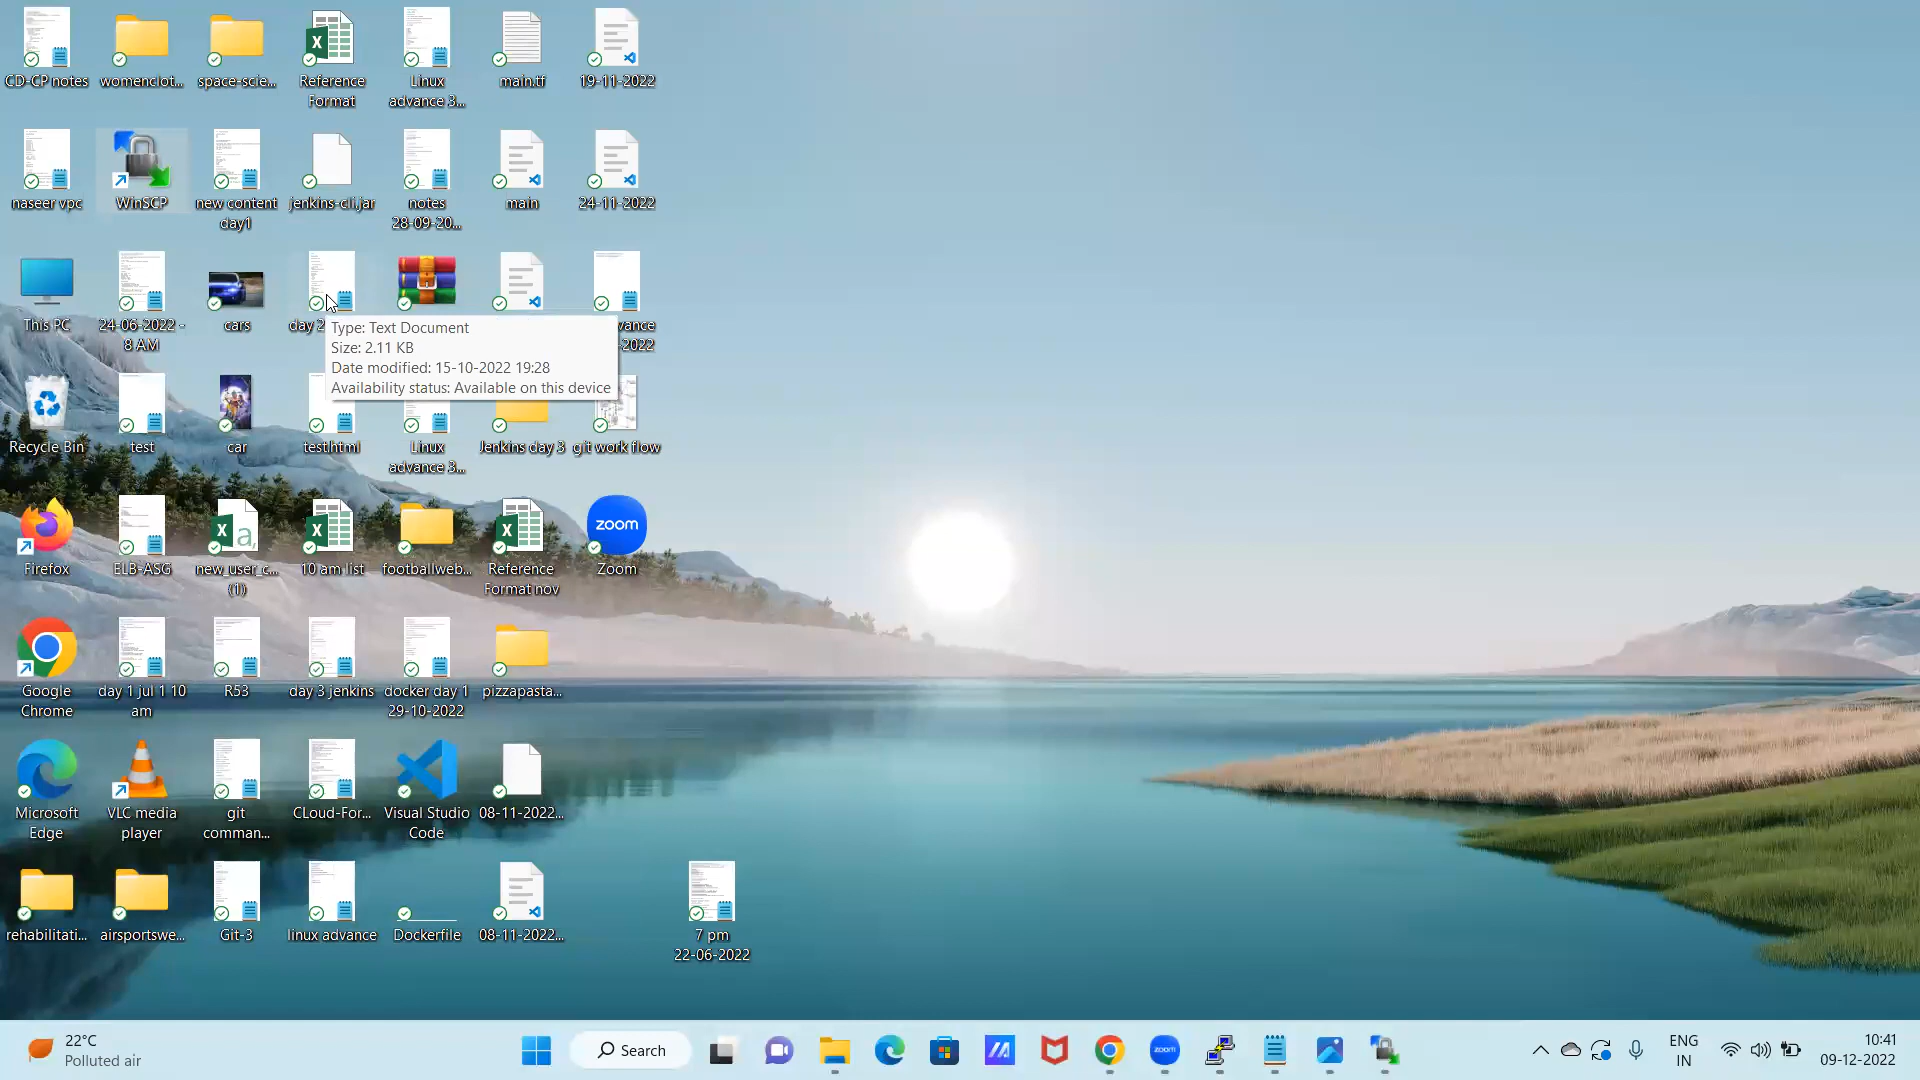 CD-CP notes
womenclot...
space-scie...
Reference
Format
Linux
advance 3...
main.tf
19-11-2022
naseer vpc
WinSCP
new content
day1
jenkins-cli.jar
notes
28-09-20...
main
24-11-2022
This PC
24-06-2022 -
8 AM
cars
day 2
vance
2022
Type: Text Document
Size: 2.11 KB
Date modified: 15-10-2022 19:28
Availability status: Available on this device
Recycle Bin
test
car
test.html
Linux
advance 3...
Jenkins day 3
git work flow
Firefox
ELB-ASG
new_user_c...
(1)
10 am list
footballweb...
Reference
Format nov
zoom
Zoom
Google
Chrome
day 1 jul 1 10
am
R53
day 3 jenkins
docker day 1
29-10-2022
pizzapasta...
Microsoft
Edge
VLC media
player
git
comman...
CLoud-For...
Visual Studio
Code
08-11-2022...
rehabilitati...
airsportswe...
Git-3
linux advance
Dockerfile
08-11-2022...
7 pm
22-06-2022
22°C
Polluted air
Search
zoom
ENG
IN
10:41
09-12-2022